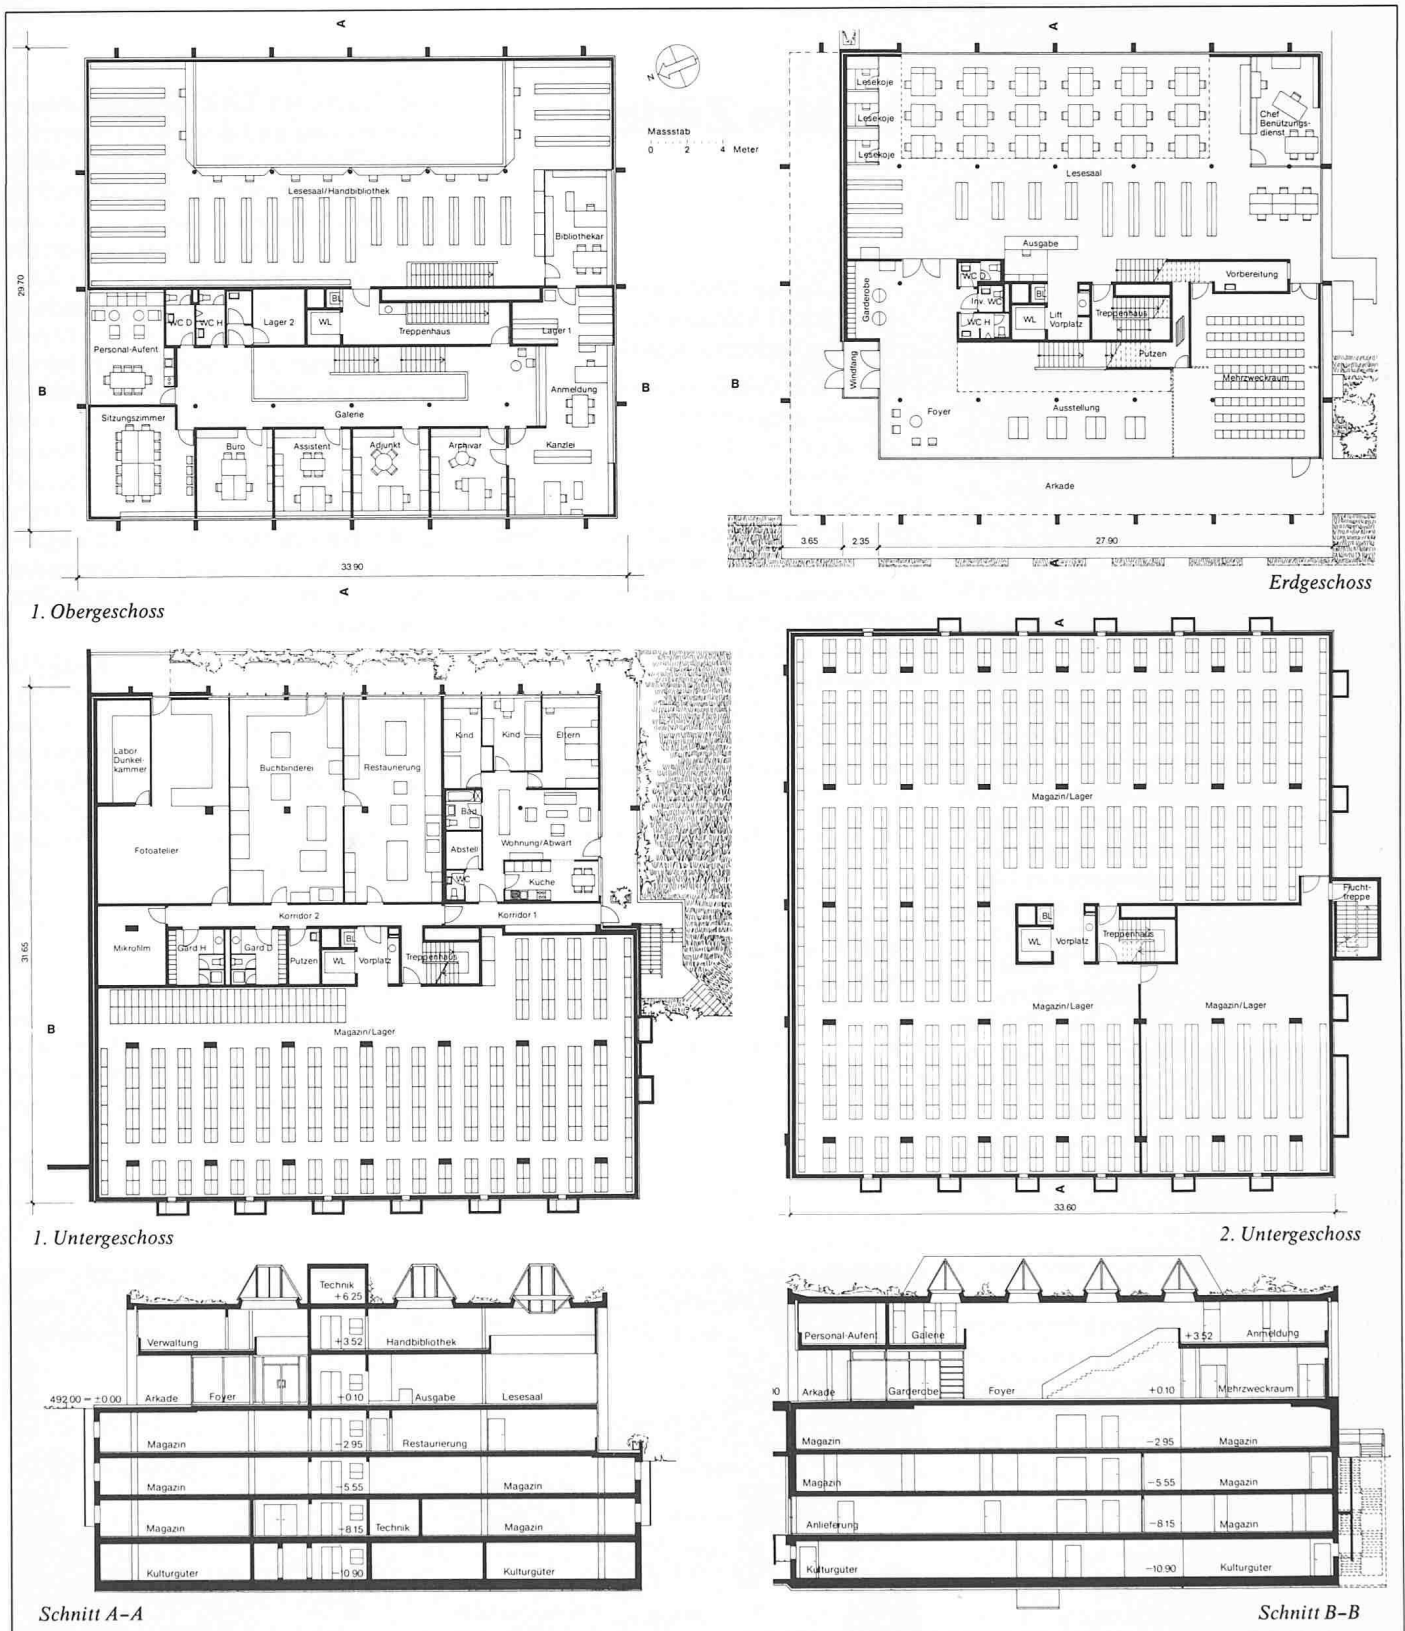 A
N
Massstab
0 2 4 Meter
29.70
Lesesaal/Handbibliothek
Bibliothekar
WC D
WC H
Lager 2
BL
WL
Treppenhaus
Lager 1
Personal-Aufent.
B
B
Anmeldung
Sitzungszimmer
Galerie
Büro
Assistent
Adjunkt
Archivar
Kanzlei
33.90
A
1. Obergeschoss
A
Lesekoje
Lesekoje
Lesekoje
Chef
Benützungs-
dienst
Lesesaal
Ausgabe
Garderobe
WC D
Inv. WC
WC H
BL
WL
Lift
Vorplatz
Treppenhaus
Vorbereitung
Putzen
Windfang
B
Mehrzweckraum
Foyer
Ausstellung
Arkade
3.65
2.35
27.90
A
Erdgeschoss
Labor
Dunkel-
kammer
Buchbinderei
Restaurierung
Kind
Kind
Eltern
Bad
Fotoatelier
Abstell
Wohnung/Abwart
WC
Küche
Korridor 2
Korridor 1
Mikrofilm
Gard H
Gard D
Putzen
BL
WL
Vorplatz
Treppenhaus
31.65
B
Magazin/Lager
1. Untergeschoss
A
Magazin/Lager
Flucht-
treppe
BL
WL
Vorplatz
Treppenhaus
Magazin/Lager
Magazin/Lager
A
33.60
2. Untergeschoss
Technik
+6.25
Verwaltung
+3.52
Handbibliothek
492.00 = ±0.00
Arkade
Foyer
+0.10
Ausgabe
Lesesaal
Magazin
−2.95
Restaurierung
Magazin
−5.55
Magazin
Magazin
−8.15
Technik
Magazin
Kulturgüter
−10.90
Kulturgüter
Schnitt A–A
Personal-Aufent.
Galerie
+3.52
Anmeldung
Arkade
Garderobe
Foyer
+0.10
Mehrzweckraum
Magazin
−2.95
Magazin
Magazin
−5.55
Magazin
Anlieferung
−8.15
Magazin
Kulturgüter
−10.90
Kulturgüter
Schnitt B–B